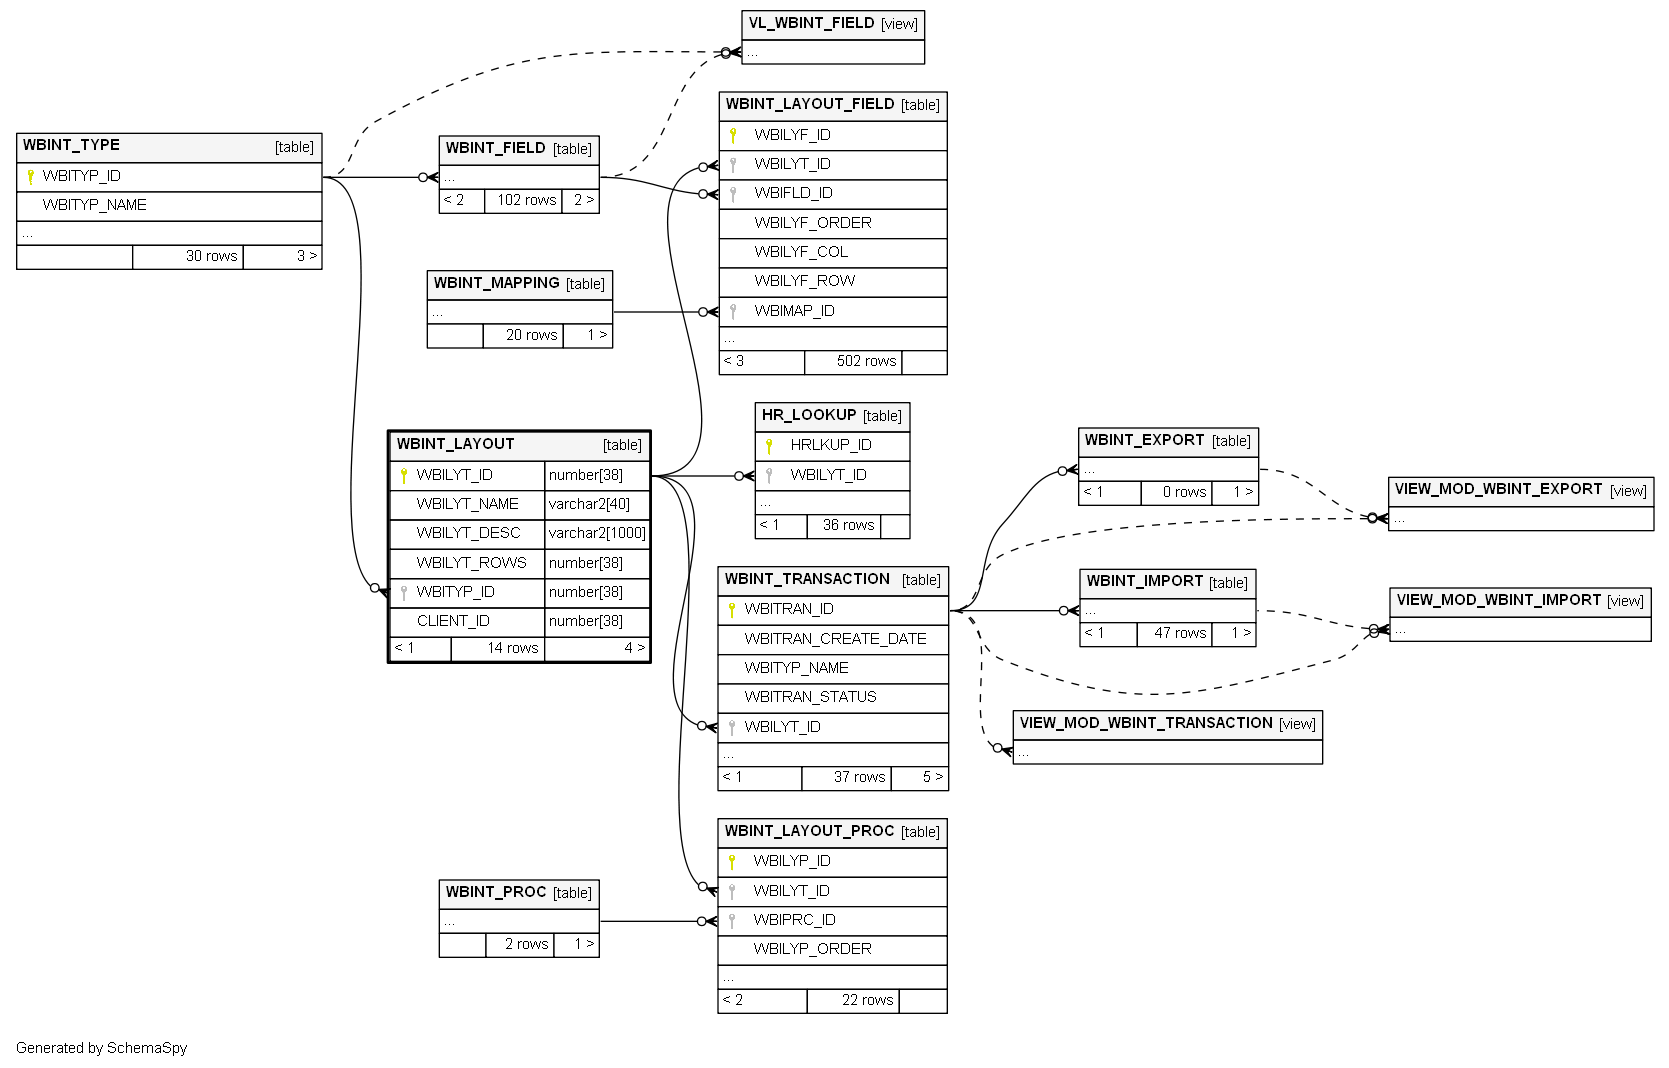 VL_WBINT_FIELD [view]
...
WBINT_LAYOUT_FIELD [table]
WBILYF_ID
WBILYT_ID
WBIFLD_ID
WBILYF_ORDER
WBILYF_COL
WBILYF_ROW
WBIMAP_ID
...
< 3 502 rows
WBINT_TYPE [table]
WBITYP_ID
WBITYP_NAME
...
30 rows 3 >
WBINT_FIELD [table]
...
< 2 102 rows 2 >
WBINT_MAPPING [table]
...
20 rows 1 >
HR_LOOKUP [table]
HRLKUP_ID
WBILYT_ID
...
< 1 36 rows
WBINT_LAYOUT [table]
WBILYT_ID number[38]
WBILYT_NAME varchar2[40]
WBILYT_DESC varchar2[1000]
WBILYT_ROWS number[38]
WBITYP_ID number[38]
CLIENT_ID number[38]
< 1 14 rows 4 >
WBINT_EXPORT [table]
...
< 1 0 rows 1 >
VIEW_MOD_WBINT_EXPORT [view]
...
WBINT_TRANSACTION [table]
WBITRAN_ID
WBITRAN_CREATE_DATE
WBITYP_NAME
WBITRAN_STATUS
WBILYT_ID
...
< 1 37 rows 5 >
WBINT_IMPORT [table]
...
< 1 47 rows 1 >
VIEW_MOD_WBINT_IMPORT [view]
...
VIEW_MOD_WBINT_TRANSACTION [view]
...
WBINT_LAYOUT_PROC [table]
WBILYP_ID
WBILYT_ID
WBIPRC_ID
WBILYP_ORDER
...
< 2 22 rows
WBINT_PROC [table]
...
2 rows 1 >
Generated by SchemaSpy